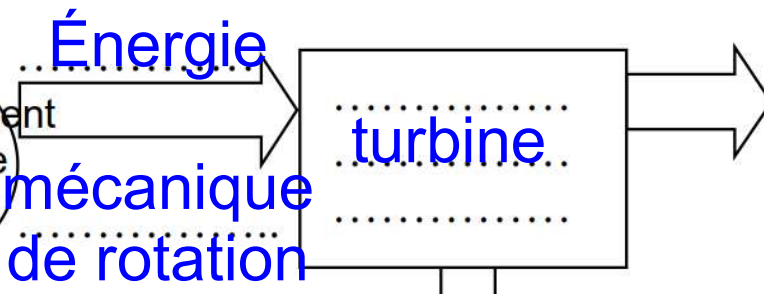 Énergie
ent
turbine
e
mécanique
de rotation